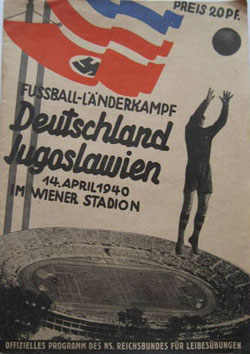 PREIS 20 PF.
FUSSBALL-LÄNDERKAMPF
Deutschland
Jugoslawien
14. APRIL 1940
IM WIENER STADION
OFFIZIELLES PROGRAMM DES NS. REICHSBUNDES FÜR LEIBESÜBUNGEN